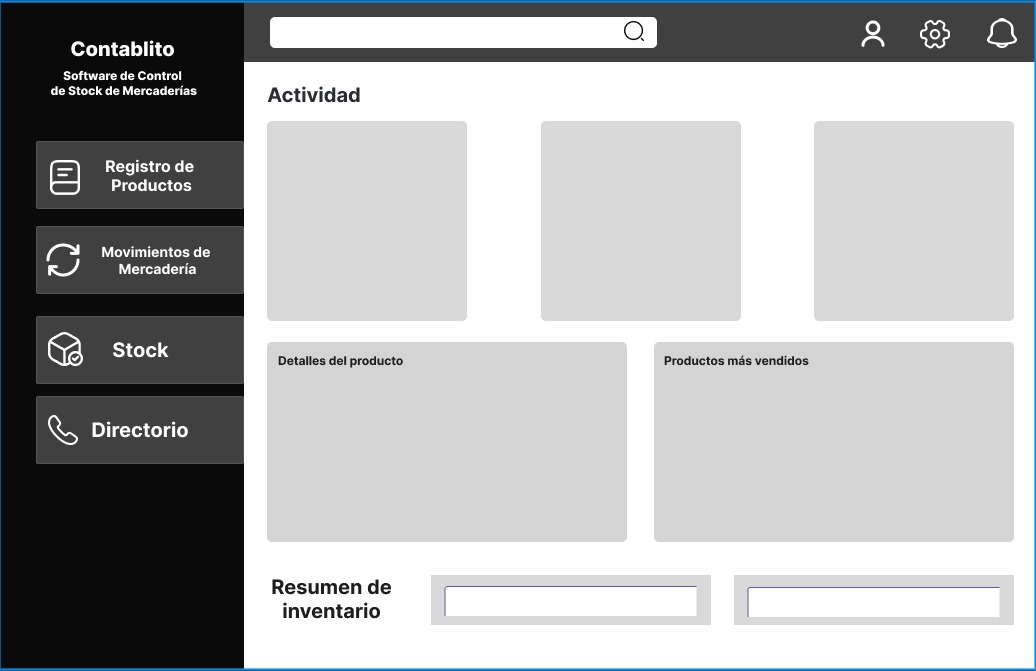 Contablito
Software de Control
de Stock de Mercaderías
Registro de
Productos
Movimientos de
Mercadería
Stock
Directorio
Actividad
Detalles del producto
Productos más vendidos
Resumen de
inventario